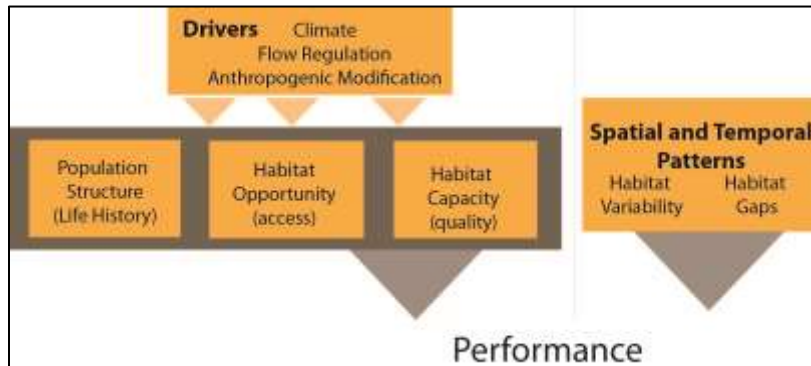 Drivers Climate
Flow Regulation
Anthropogenic Modification
Population
Structure
(Life History)
Habitat
Opportunity
(access)
Habitat
Capacity
(quality)
Spatial and Temporal
Patterns
Habitat
Variability
Habitat
Gaps
Performance